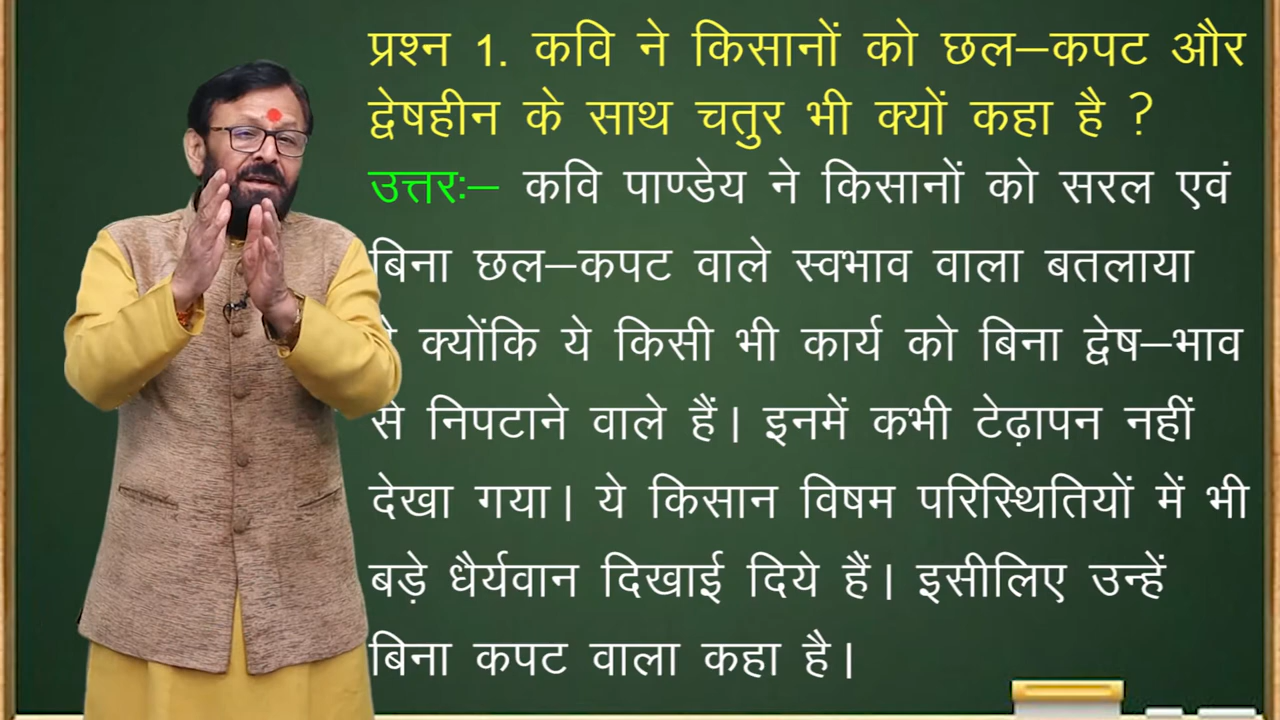 प्रश्न 1. कवि ने किसानों को छल–कपट और
द्वेषहीन के साथ चतुर भी क्यों कहा है ?
उत्तरः– कवि पाण्डेय ने किसानों को सरल एवं
बिना छल–कपट वाले स्वभाव वाला बतलाया
क्योंकि ये किसी भी कार्य को बिना द्वेष–भाव
से निपटाने वाले हैं। इनमें कभी टेढ़ापन नहीं
देखा गया। ये किसान विषम परिस्थितियों में भी
बड़े धैर्यवान दिखाई दिये हैं। इसीलिए उन्हें
बिना कपट वाला कहा है।